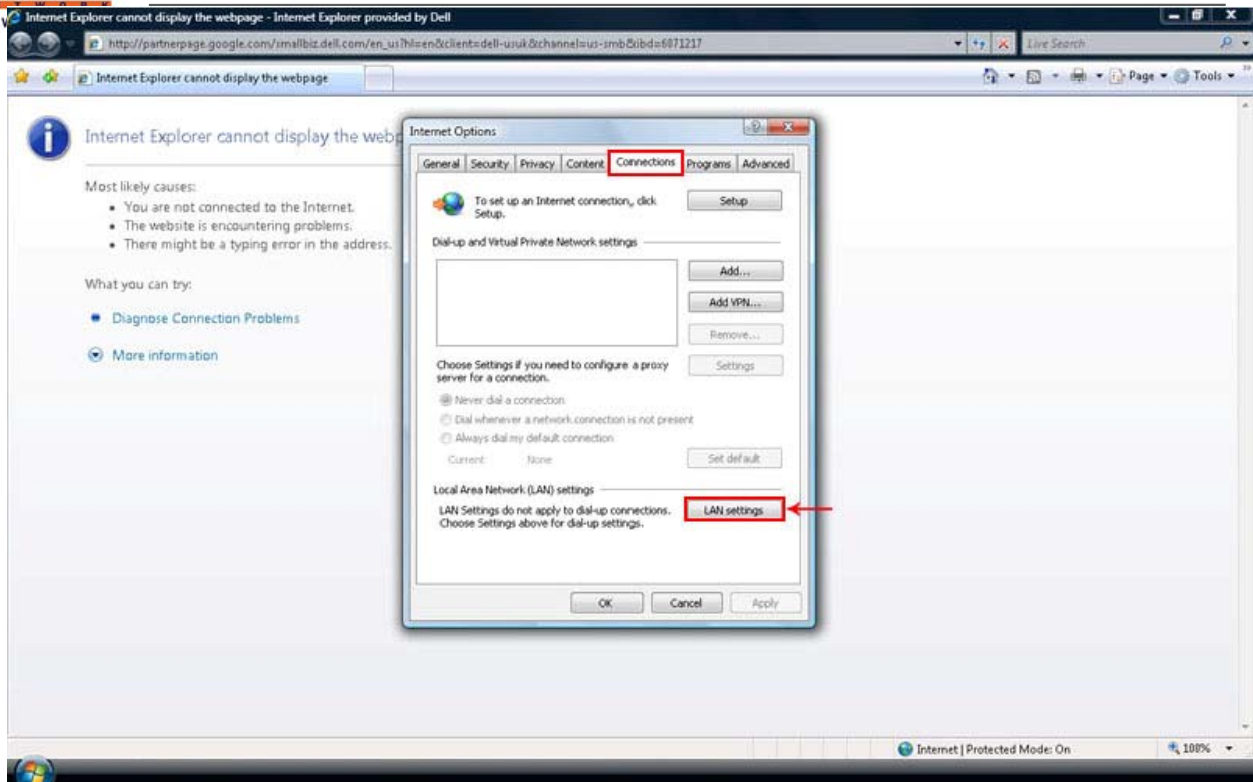 T W O R K
Internet Explorer cannot display the webpage - Internet Explorer provided by Dell
http://partnerpage.google.com/smallbiz.dell.com/en_us?hl=en&client=dell-usuk&channel=us-smb&ibd=6071217
Live Search
Internet Explorer cannot display the webpage
Page
Tools
Internet Explorer cannot display the webp
Most likely causes:
You are not connected to the Internet.
The website is encountering problems.
There might be a typing error in the address.
What you can try:
Diagnose Connection Problems
More information
Internet Options
General
Security
Privacy
Content
Connections
Programs
Advanced
To set up an Internet connection, click
Setup.
Setup
Dial-up and Virtual Private Network settings
Add...
Add VPN...
Remove...
Choose Settings if you need to configure a proxy
server for a connection.
Settings
Never dial a connection
Dial whenever a network connection is not present
Always dial my default connection
Current
None
Set default
Local Area Network (LAN) settings
LAN Settings do not apply to dial-up connections.
Choose Settings above for dial-up settings.
LAN settings
OK
Cancel
Apply
Internet | Protected Mode: On
100%